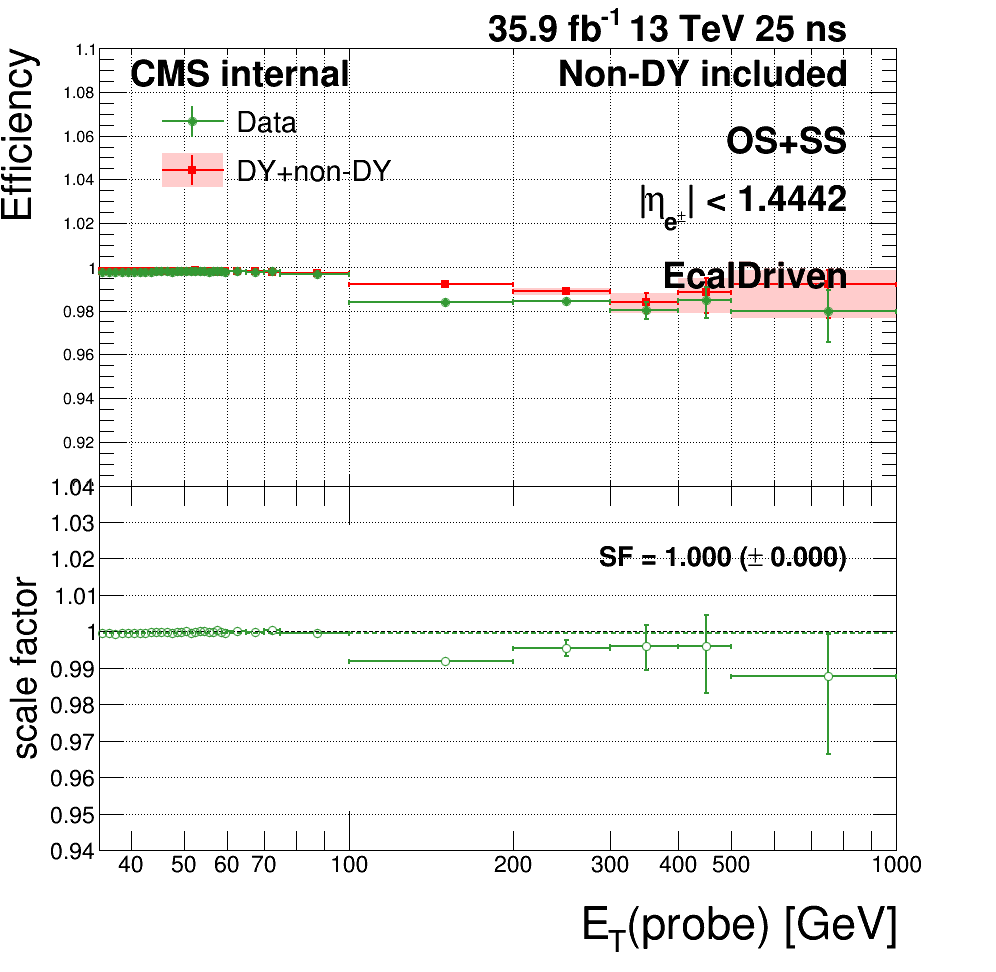 35.9 fb⁻¹ 13 TeV 25 ns
CMS internal
Non-DY included
Data
OS+SS
DY+non-DY
|ηe±| < 1.4442
EcalDriven
Efficiency
1.1
1.08
1.06
1.04
1.02
1
0.98
0.96
0.94
0.92
1.04
1.03
1.02
1.01
1
0.99
0.98
0.97
0.96
0.95
0.94
SF = 1.000 (± 0.000)
scale factor
40 50 60 70 100 200 300 400 500 1000
E_T(probe) [GeV]